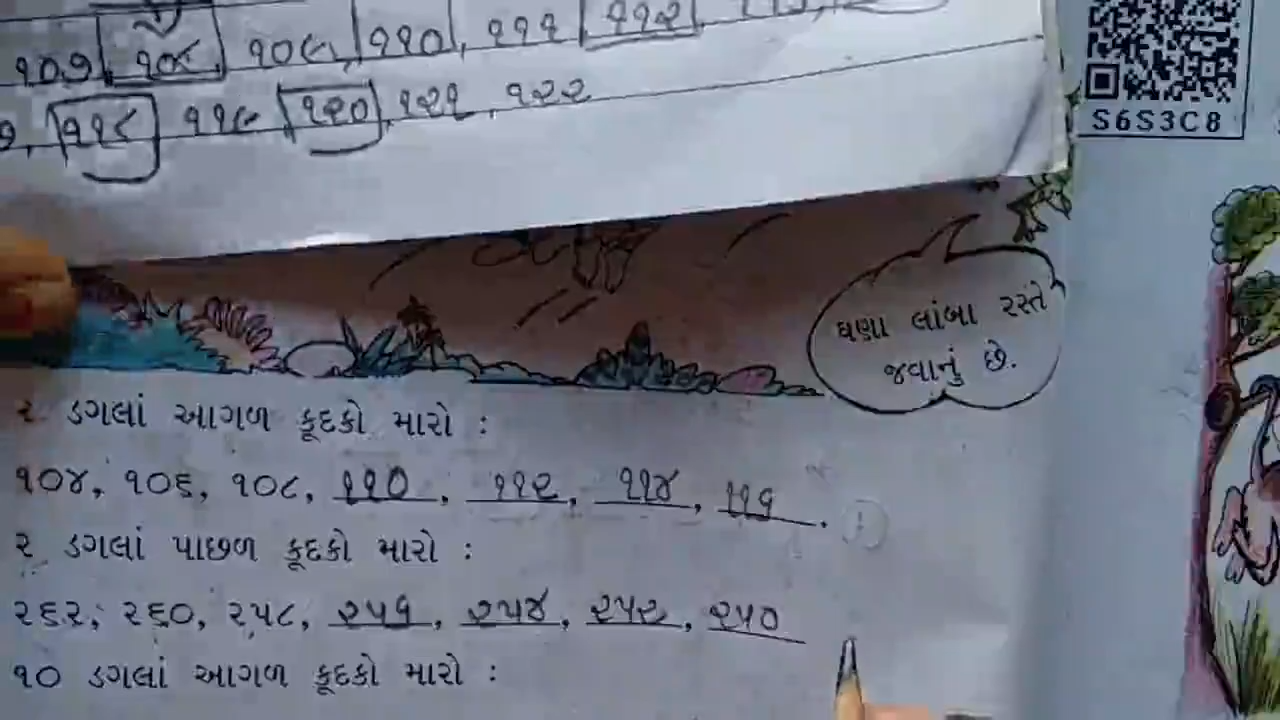 ૧૦૭, ૧૦૮, ૧૦૯, ૧૧૦, ૧૧૧, ૧૧૨,
૧૧૮ ૧૧૯ ૧૨૦, ૧૨૧, ૧૨૨
S6S3C8
ઘણા લાંબા રસ્તે
જવાનું છે.
૨ ડગલાં આગળ કૂદકો મારો :
૧૦૪, ૧૦૬, ૧૦૮, ૧૧૦, ૧૧૨, ૧૧૪, ૧૧૬.
૨ ડગલાં પાછળ કૂદકો મારો :
૨૬૨, ૨૬૦, ૨૫૮, ૨૫૬, ૨૫૪, ૨૫૨, ૨૫૦
૧૦ ડગલાં આગળ કૂદકો મારો :